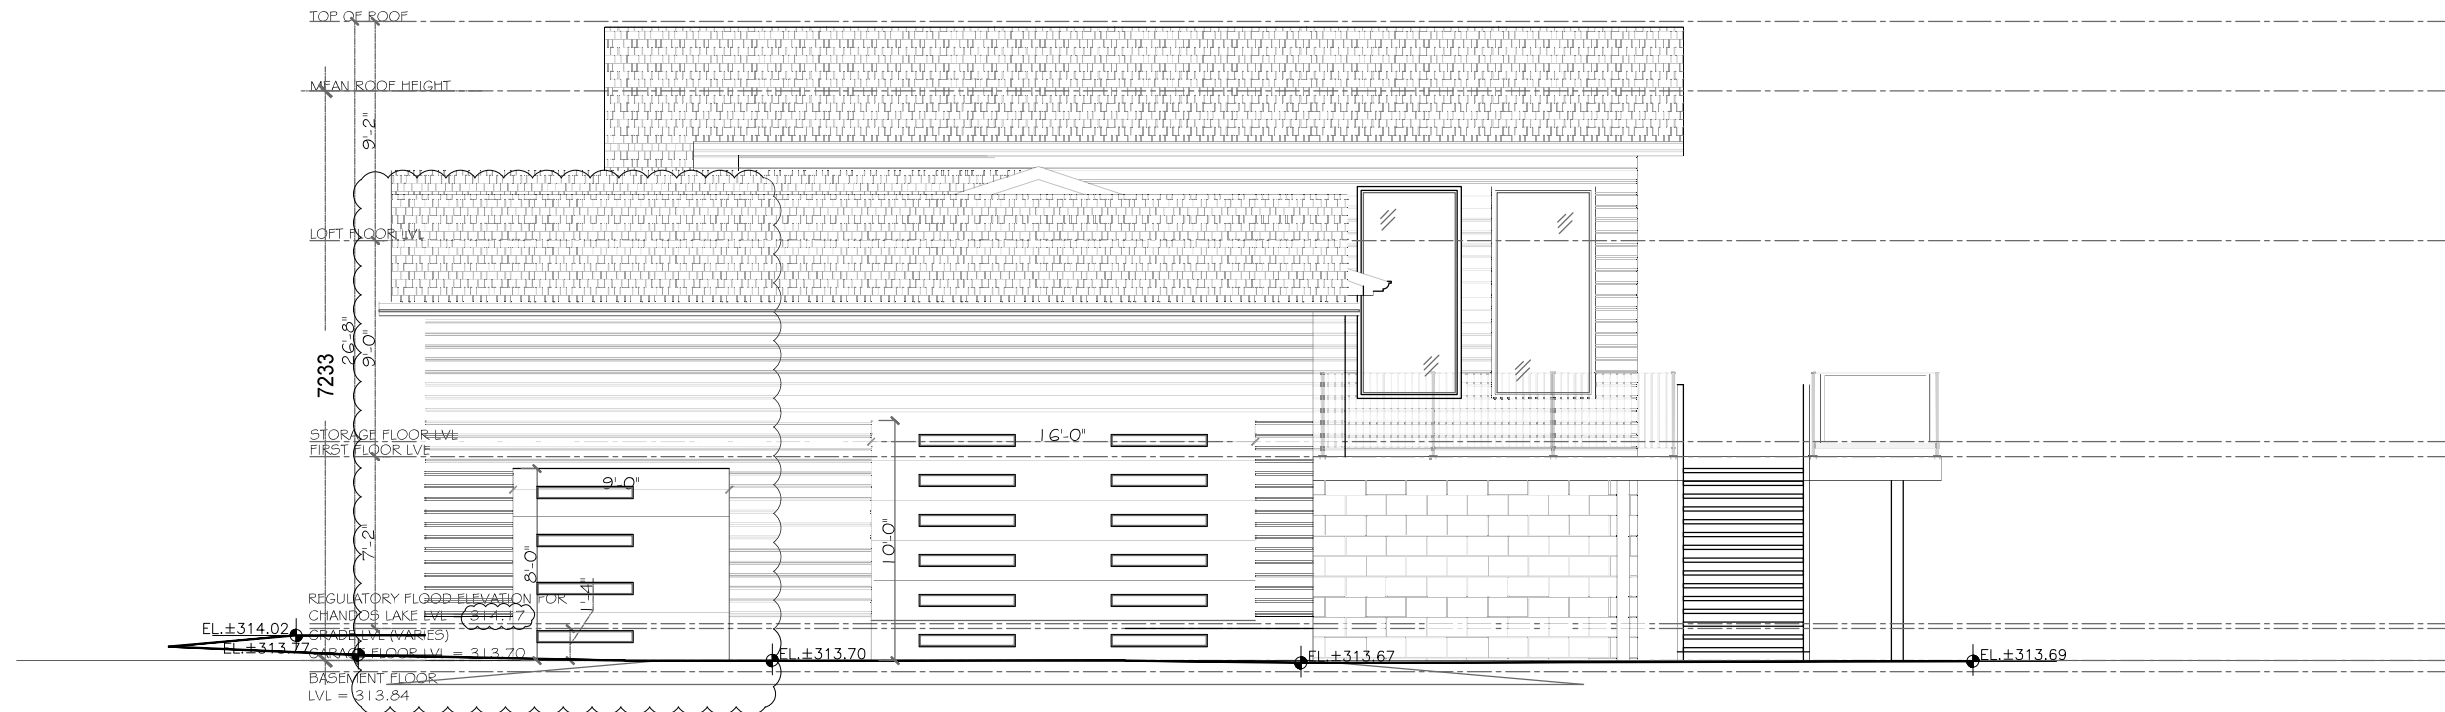 TOP OF ROOF
MEAN ROOF HEIGHT
9'-2"
LOFT FLOOR LVL
26'-8"
9'-0"
7233
STORAGE FLOOR LVL
FIRST FLOOR LVL
16'-0"
9'-0"
7'-2"
8'-0"
10'-0"
1'-4"
REGULATORY FLOOD ELEVATION FOR
CHANDOS LAKE LVL = 314.17
EL.±314.02
GRADE LVL (VARIES)
EL.±313.77
GARAGE FLOOR LVL = 313.70
EL.±313.70
EL.±313.67
EL.±313.69
BASEMENT FLOOR
LVL = 313.84